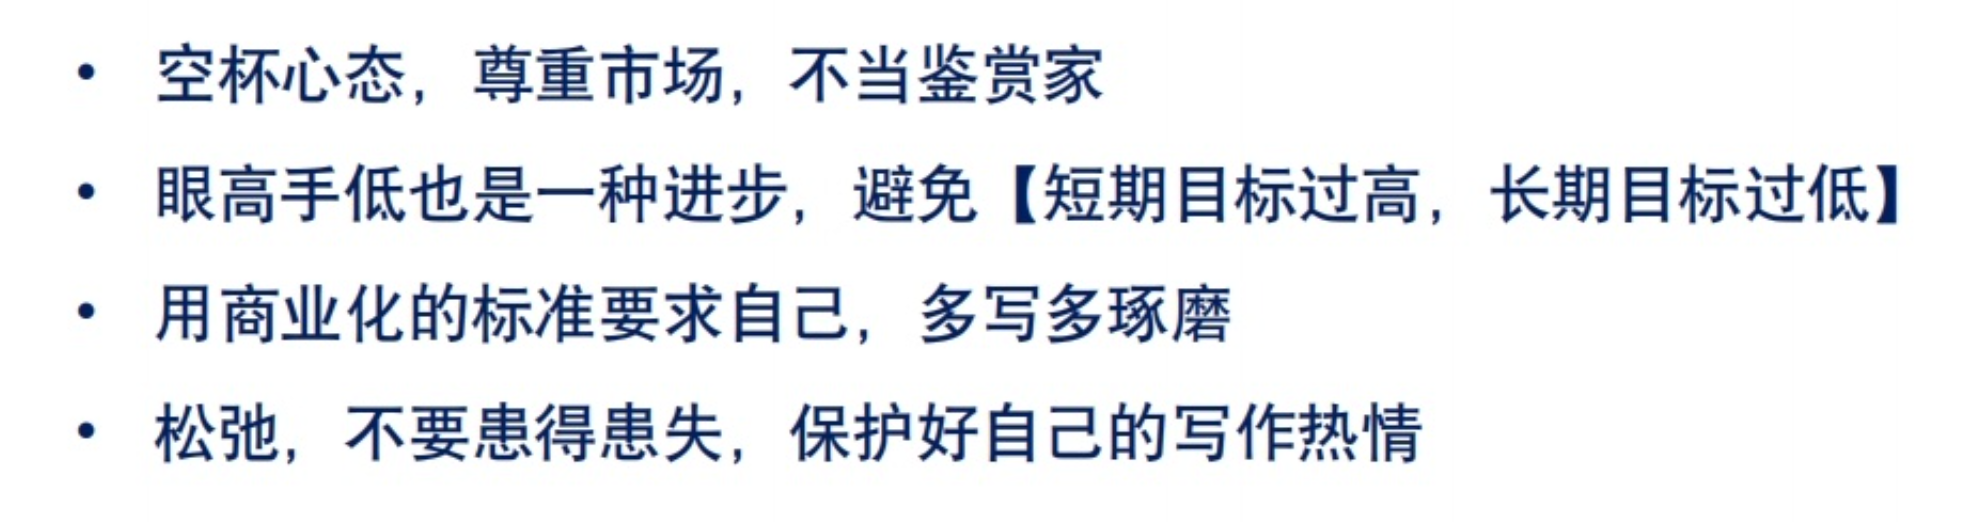 • 空杯心态，尊重市场，不当鉴赏家
• 眼高手低也是一种进步，避免【短期目标过高，长期目标过低】
• 用商业化的标准要求自己，多写多琢磨
• 松弛，不要患得患失，保护好自己的写作热情